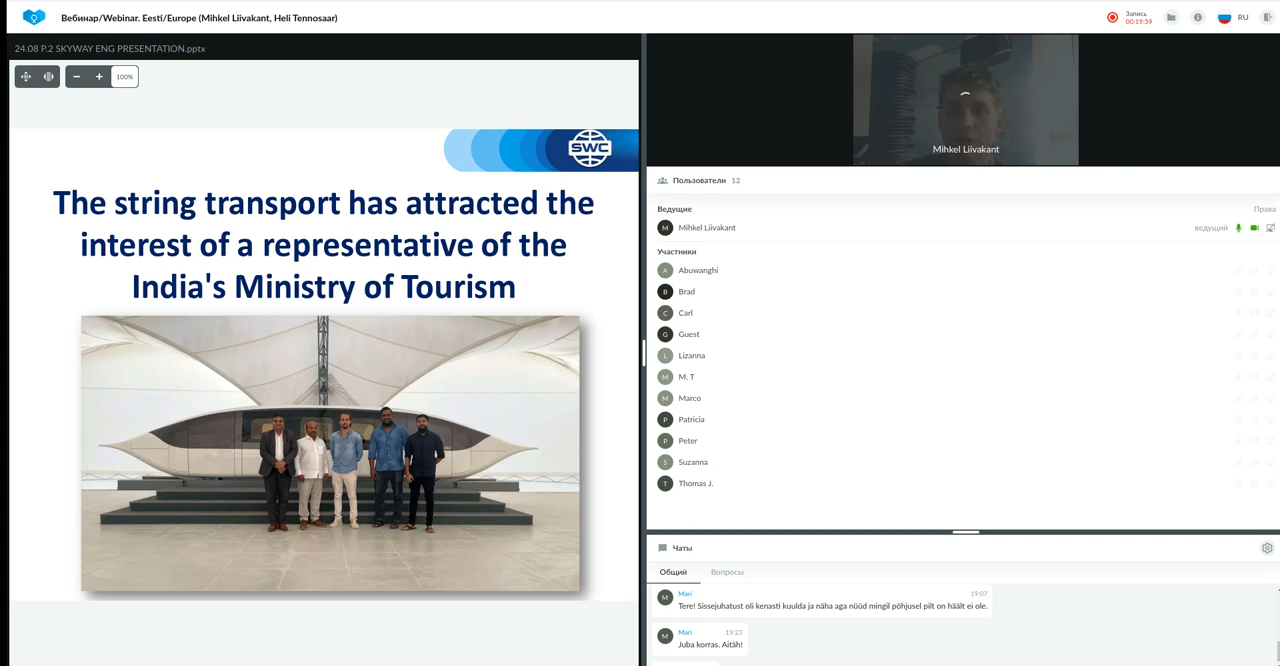 Вебинар/Webinar. Eesti/Europe (Mihkel Liivakant, Heli Tennosaar)
Запись
00:19:59
RU
24.08 P.2 SKYWAY ENG PRESENTATION.pptx
100%
SWC
The string transport has attracted the
interest of a representative of the
India's Ministry of Tourism
Mihkel Liivakant
Пользователи 12
Ведущие Права
M Mihkel Liivakant ведущий
Участники
A Abuwanghi
B Brad
C Carl
G Guest
L Lizanna
M M. T
M Marco
P Patricia
P Peter
S Suzanna
T Thomas J.
Чаты
Общий Вопросы
M Mari 19:07
Tere! Sissejuhatust oli kenasti kuulda ja näha aga nüüd mingil põhjusel pilt on häält ei ole.
M Mari 19:23
Juba korras. Aitäh!